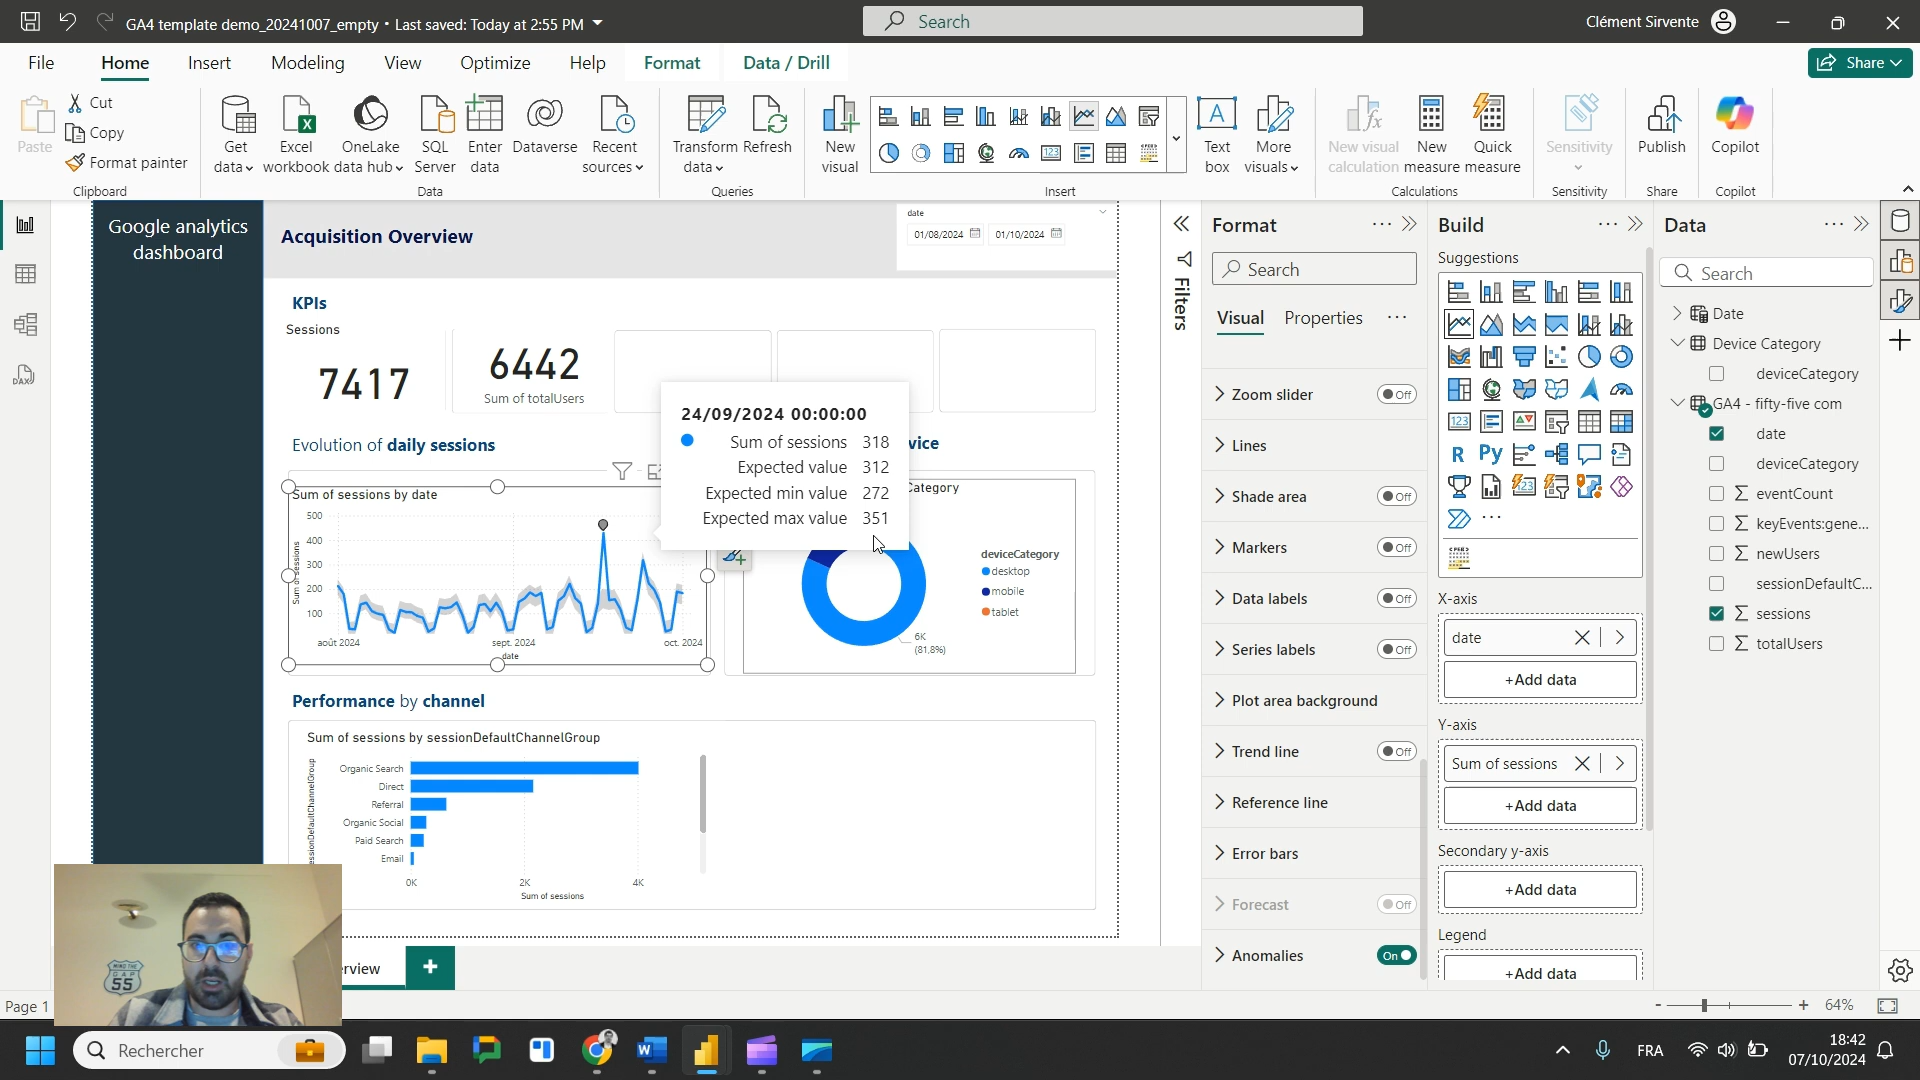 GA4 template demo_20241007_empty • Last saved: Today at 2:55 PM
Search
Clément Sirvente
File
Home
Insert
Modeling
View
Optimize
Help
Format
Data / Drill
Share
Paste
Cut
Copy
Format painter
Clipboard
Get data
Excel workbook
OneLake data hub
SQL Server
Enter data
Dataverse
Recent sources
Data
Transform data
Refresh
Queries
New visual
Text box
More visuals
Insert
New visual calculation
New measure
Quick measure
Calculations
Sensitivity
Sensitivity
Publish
Share
Copilot
Copilot
Google analytics
dashboard
Acquisition Overview
date
01/08/2024
01/10/2024
KPIs
Sessions
7417
6442
Sum of totalUsers
24/09/2024 00:00:00
Sum of sessions 318
Expected value 312
Expected min value 272
Expected max value 351
Evolution of daily sessions
vice
Sum of sessions by date
500
400
300
200
100
Sum of sessions
août 2024
sept. 2024
oct. 2024
date
Category
6K
(81,8%)
deviceCategory
desktop
mobile
tablet
Performance by channel
Sum of sessions by sessionDefaultChannelGroup
sessionDefaultChannelGroup
Organic Search
Direct
Referral
Organic Social
Paid Search
Email
0K
2K
4K
Sum of sessions
MIND THE
GAP
55
rview
Page 1
Filters
Format
Search
Visual
Properties
Zoom slider
Off
Lines
Shade area
Off
Markers
Off
Data labels
Off
Series labels
Off
Plot area background
Trend line
Off
Reference line
Error bars
Forecast
Off
Anomalies
On
Build
Suggestions
R
Py
123
X-axis
date
+Add data
Y-axis
Sum of sessions
+Add data
Secondary y-axis
+Add data
Legend
+Add data
Data
Search
Date
Device Category
deviceCategory
GA4 - fifty-five com
date
deviceCategory
eventCount
keyEvents:gene...
newUsers
sessionDefaultC...
sessions
totalUsers
DAX
64%
Rechercher
FRA
18:42
07/10/2024